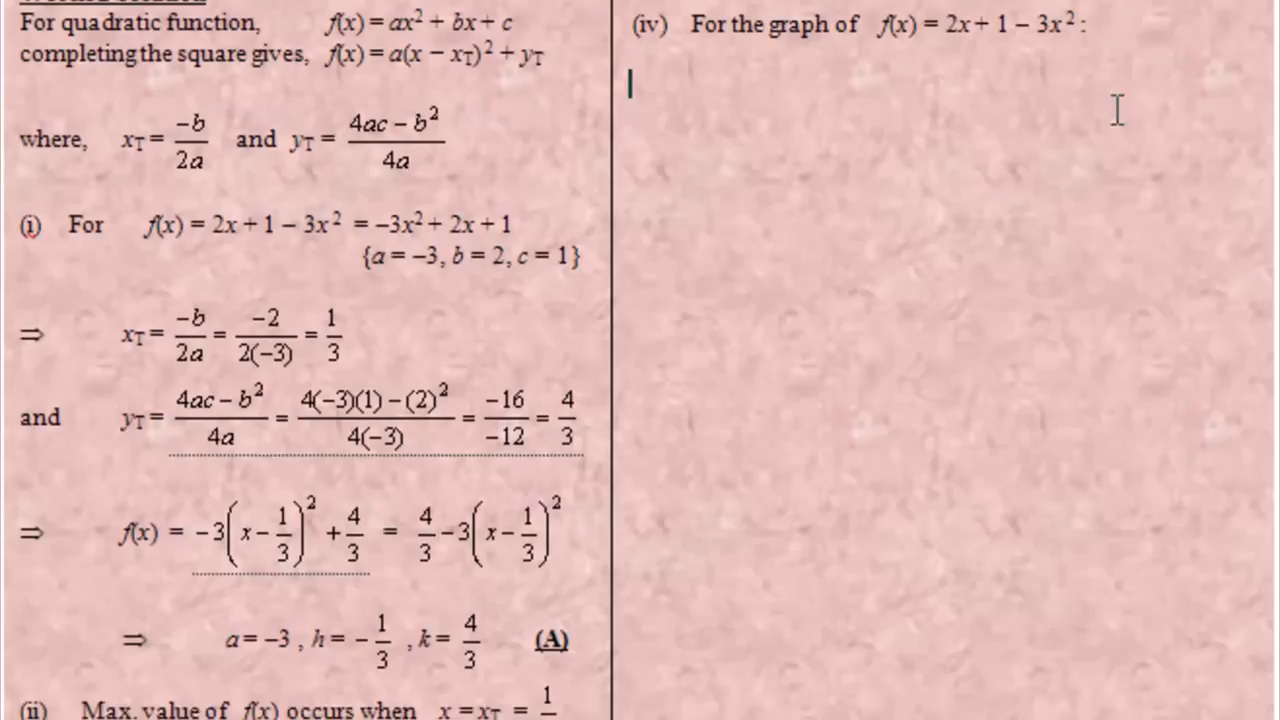 For quadratic function, f(x) = ax² + bx + c
completing the square gives, f(x) = a(x − x_T)² + y_T
where, x_T = −b/2a and y_T = (4ac − b²)/4a
(i) For f(x) = 2x + 1 − 3x² = −3x² + 2x + 1
{a = −3, b = 2, c = 1}
⇒ x_T = −b/2a = −2/2(−3) = 1/3
and y_T = (4ac − b²)/4a = (4(−3)(1) − (2)²)/4(−3) = −16/−12 = 4/3
⇒ f(x) = −3(x − 1/3)² + 4/3 = 4/3 − 3(x − 1/3)²
⇒ a = −3 , h = −1/3 , k = 4/3 (A)
(ii) Max. value of f(x) occurs when x = x_T = 1
(iv) For the graph of f(x) = 2x + 1 − 3x² :